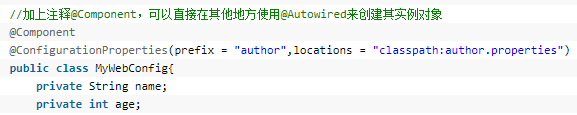 //加上注释@Component，可以直接在其他地方使用@Autowired来创建其实例对象
@Component
@ConfigurationProperties(prefix = "author",locations = "classpath:author.properties")
public class MyWebConfig{
    private String name;
    private int age;